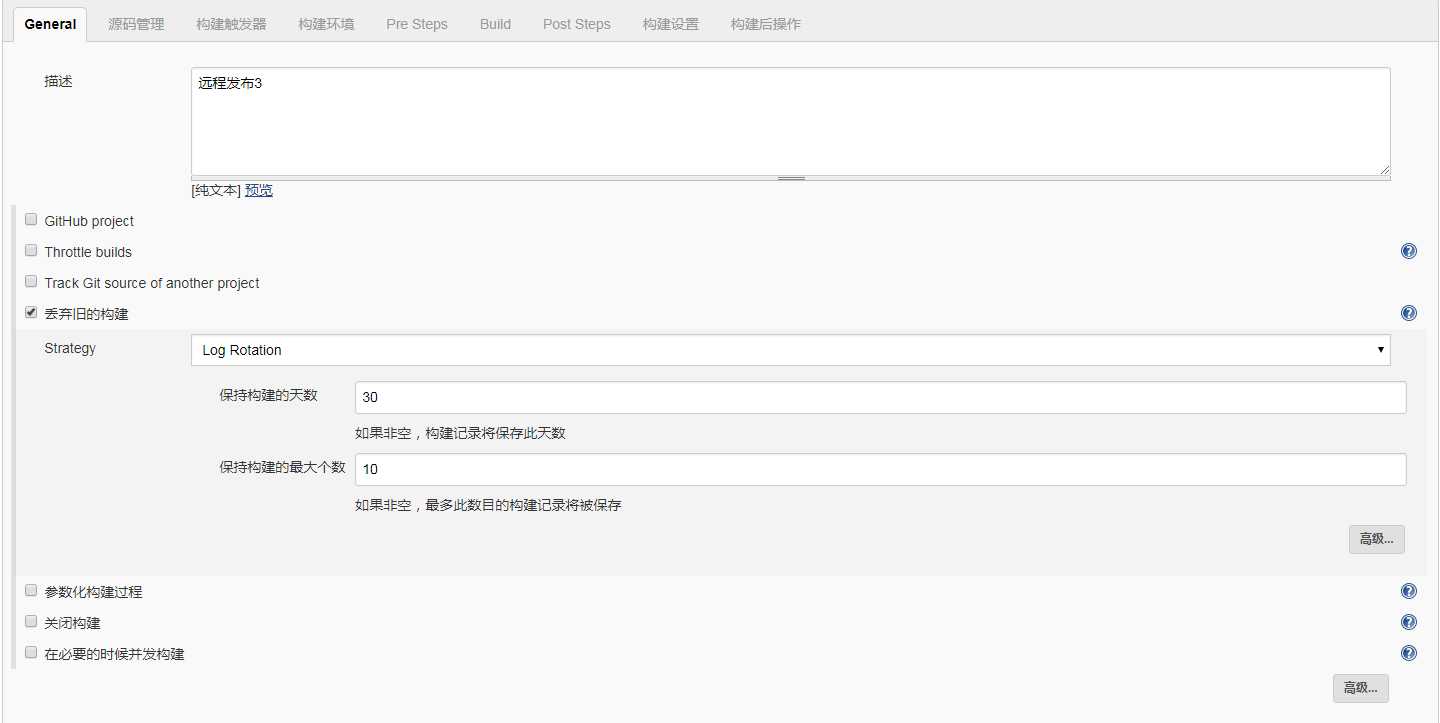 General 源码管理 构建触发器 构建环境 Pre Steps Build Post Steps 构建设置 构建后操作
描述 远程发布3
[纯文本] 预览
GitHub project
Throttle builds
Track Git source of another project
丢弃旧的构建
Strategy Log Rotation
保持构建的天数 30
如果非空，构建记录将保存此天数
保持构建的最大个数 10
如果非空，最多此数目的构建记录将被保存
高级...
参数化构建过程
关闭构建
在必要的时候并发构建
高级...